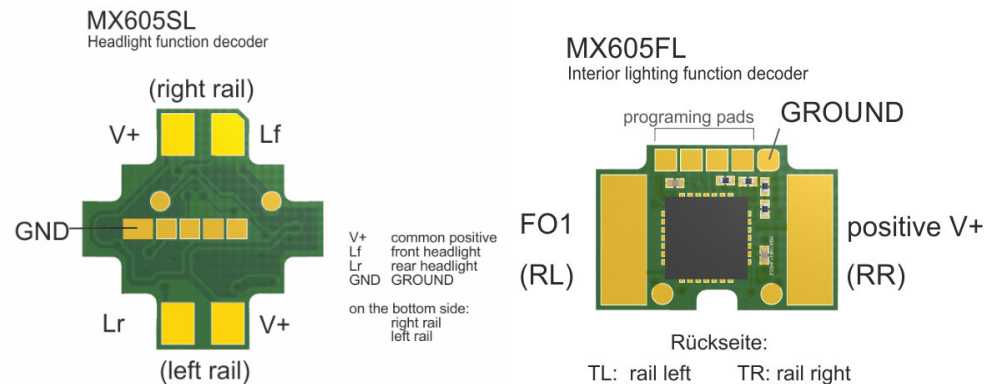 MX605SL
Headlight function decoder
(right rail)
V+
Lf
GND
Lr
V+
(left rail)
V+ common positive
Lf front headlight
Lr rear headlight
GND GROUND
on the bottom side:
right rail
left rail
MX605FL
Interior lighting function decoder
programing pads
GROUND
FO1
positive V+
(RL)
(RR)
Rückseite:
TL: rail left TR: rail right